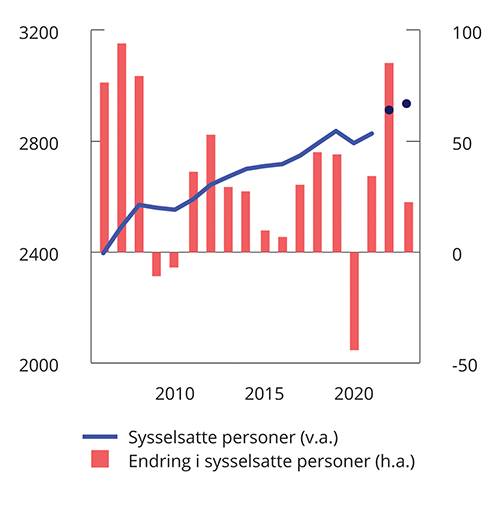 3200 100
2800 50
2400 0
2000 -50
2010 2015 2020
Sysselsatte personer (v.a.)
Endring i sysselsatte personer (h.a.)